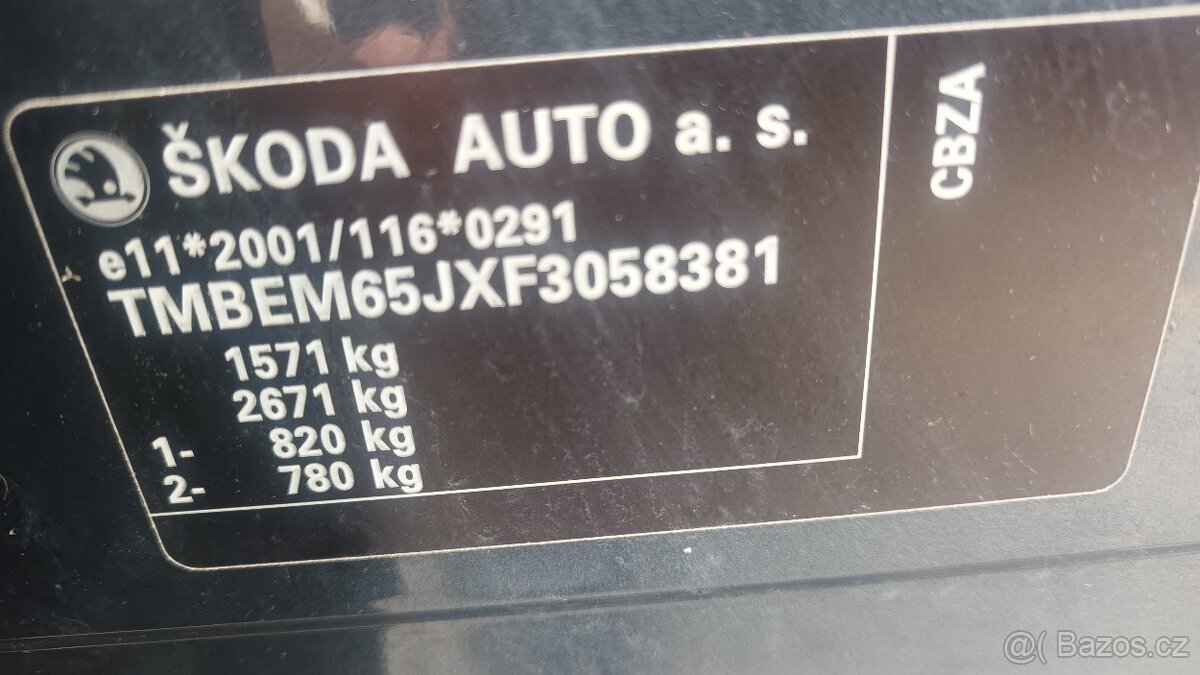 ŠKODA AUTO a. s.
e11*2001/116*0291
TMBEM65JXF3058381
1571 kg
2671 kg
1- 820 kg
2- 780 kg
CBZA
@( Bazos.cz